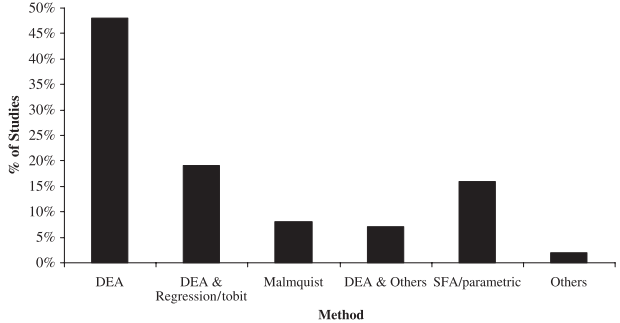 50%
45%
40%
35%
30%
25%
20%
15%
10%
5%
0%
% of Studies
DEA
DEA &
Regression/tobit
Malmquist
DEA & Others
SFA/parametric
Others
Method